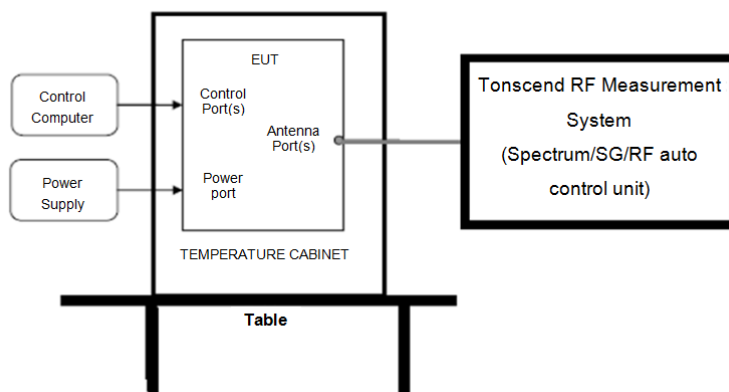 EUT
Control
Computer
Control
Port(s)
Antenna
Port(s)
Power
Supply
Power
port
TEMPERATURE CABINET
Table
Tonscend RF Measurement
System
(Spectrum/SG/RF auto
control unit)